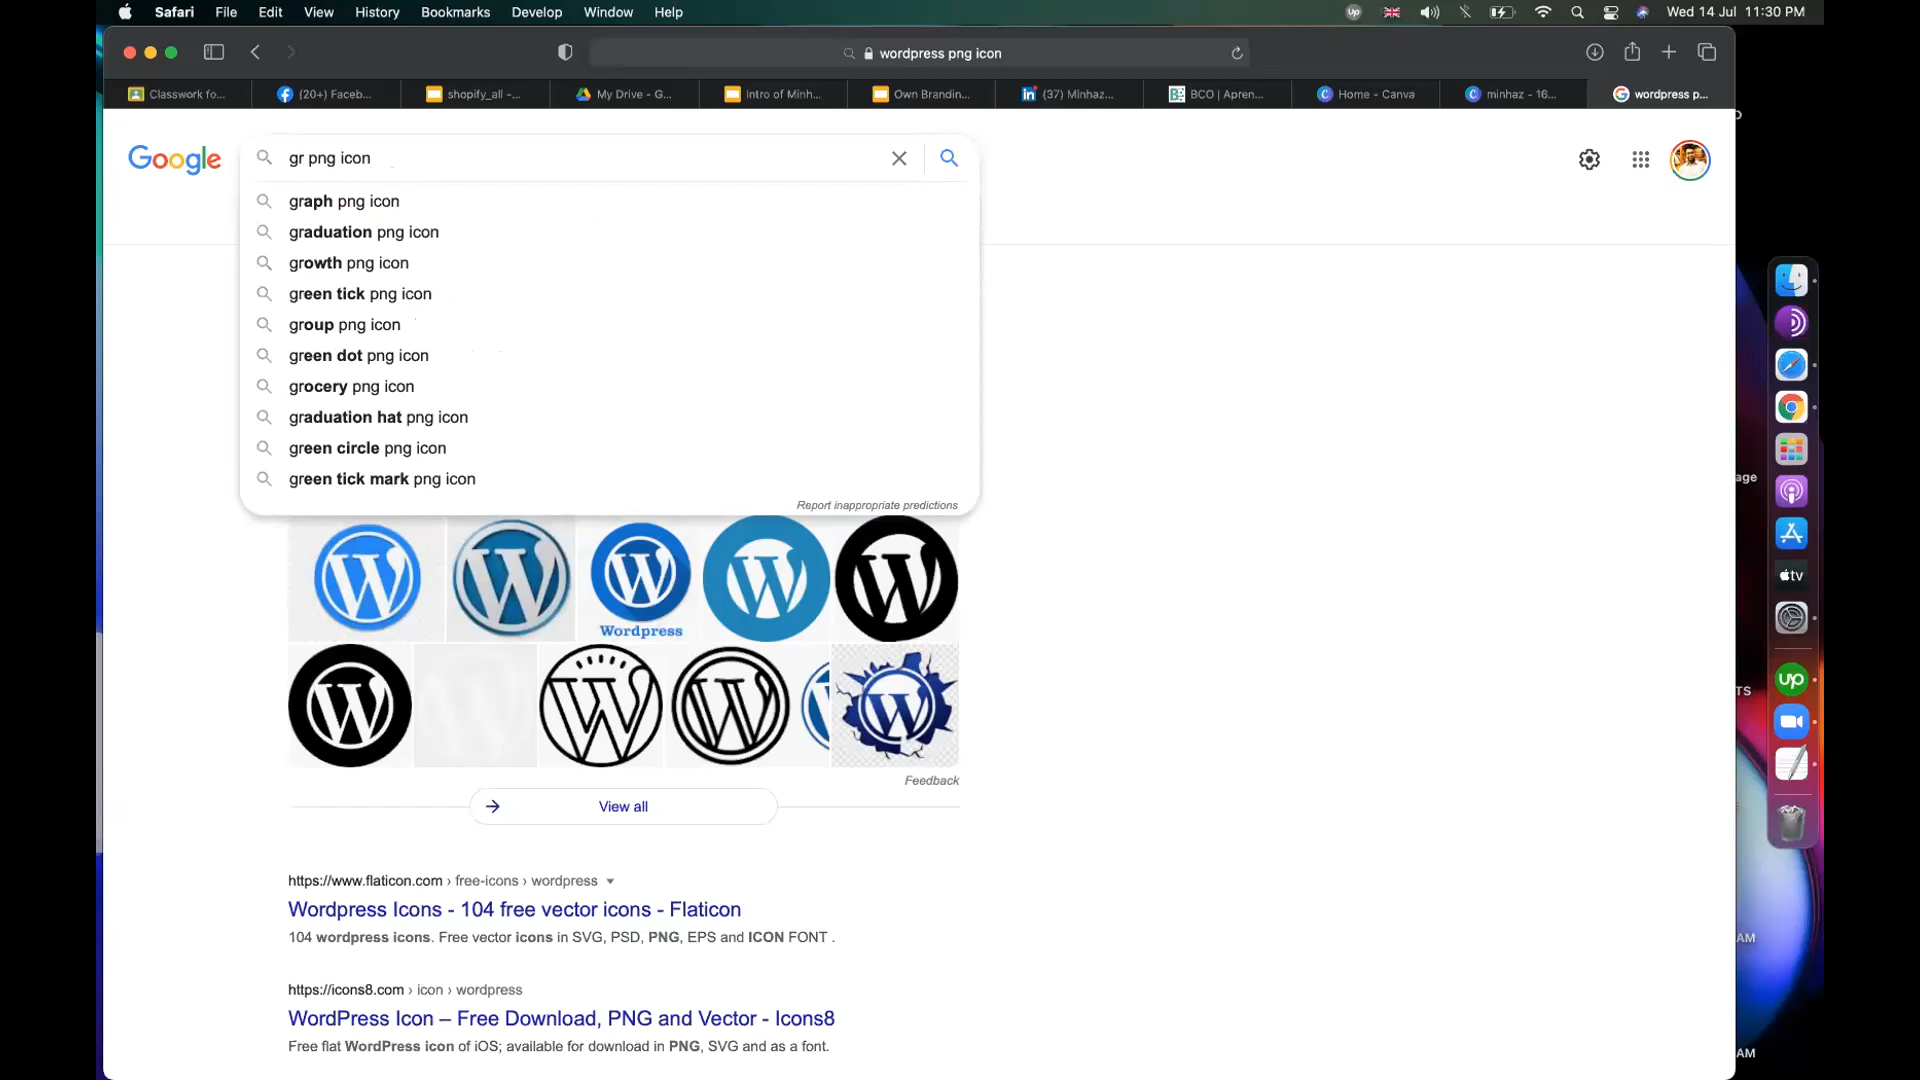 Safari File Edit View History Bookmarks Develop Window Help Wed 14 Jul 11:30 PM
wordpress png icon
Classwork fo... (20+) Faceb... shopify_all -... My Drive - G... Intro of Minh... Own Brandin... (37) Minhaz... BCO | Apren... Home - Canva minhaz - 16... wordpress p...
Google
gr png icon
graph png icon
graduation png icon
growth png icon
green tick png icon
group png icon
green dot png icon
grocery png icon
graduation hat png icon
green circle png icon
green tick mark png icon
Report inappropriate predictions
Wordpress
Feedback
View all
https://www.flaticon.com › free-icons › wordpress
Wordpress Icons - 104 free vector icons - Flaticon
104 wordpress icons. Free vector icons in SVG, PSD, PNG, EPS and ICON FONT .
https://icons8.com › icon › wordpress
WordPress Icon – Free Download, PNG and Vector - Icons8
Free flat WordPress icon of iOS; available for download in PNG, SVG and as a font.
age
TS
AM
AM
tv
up